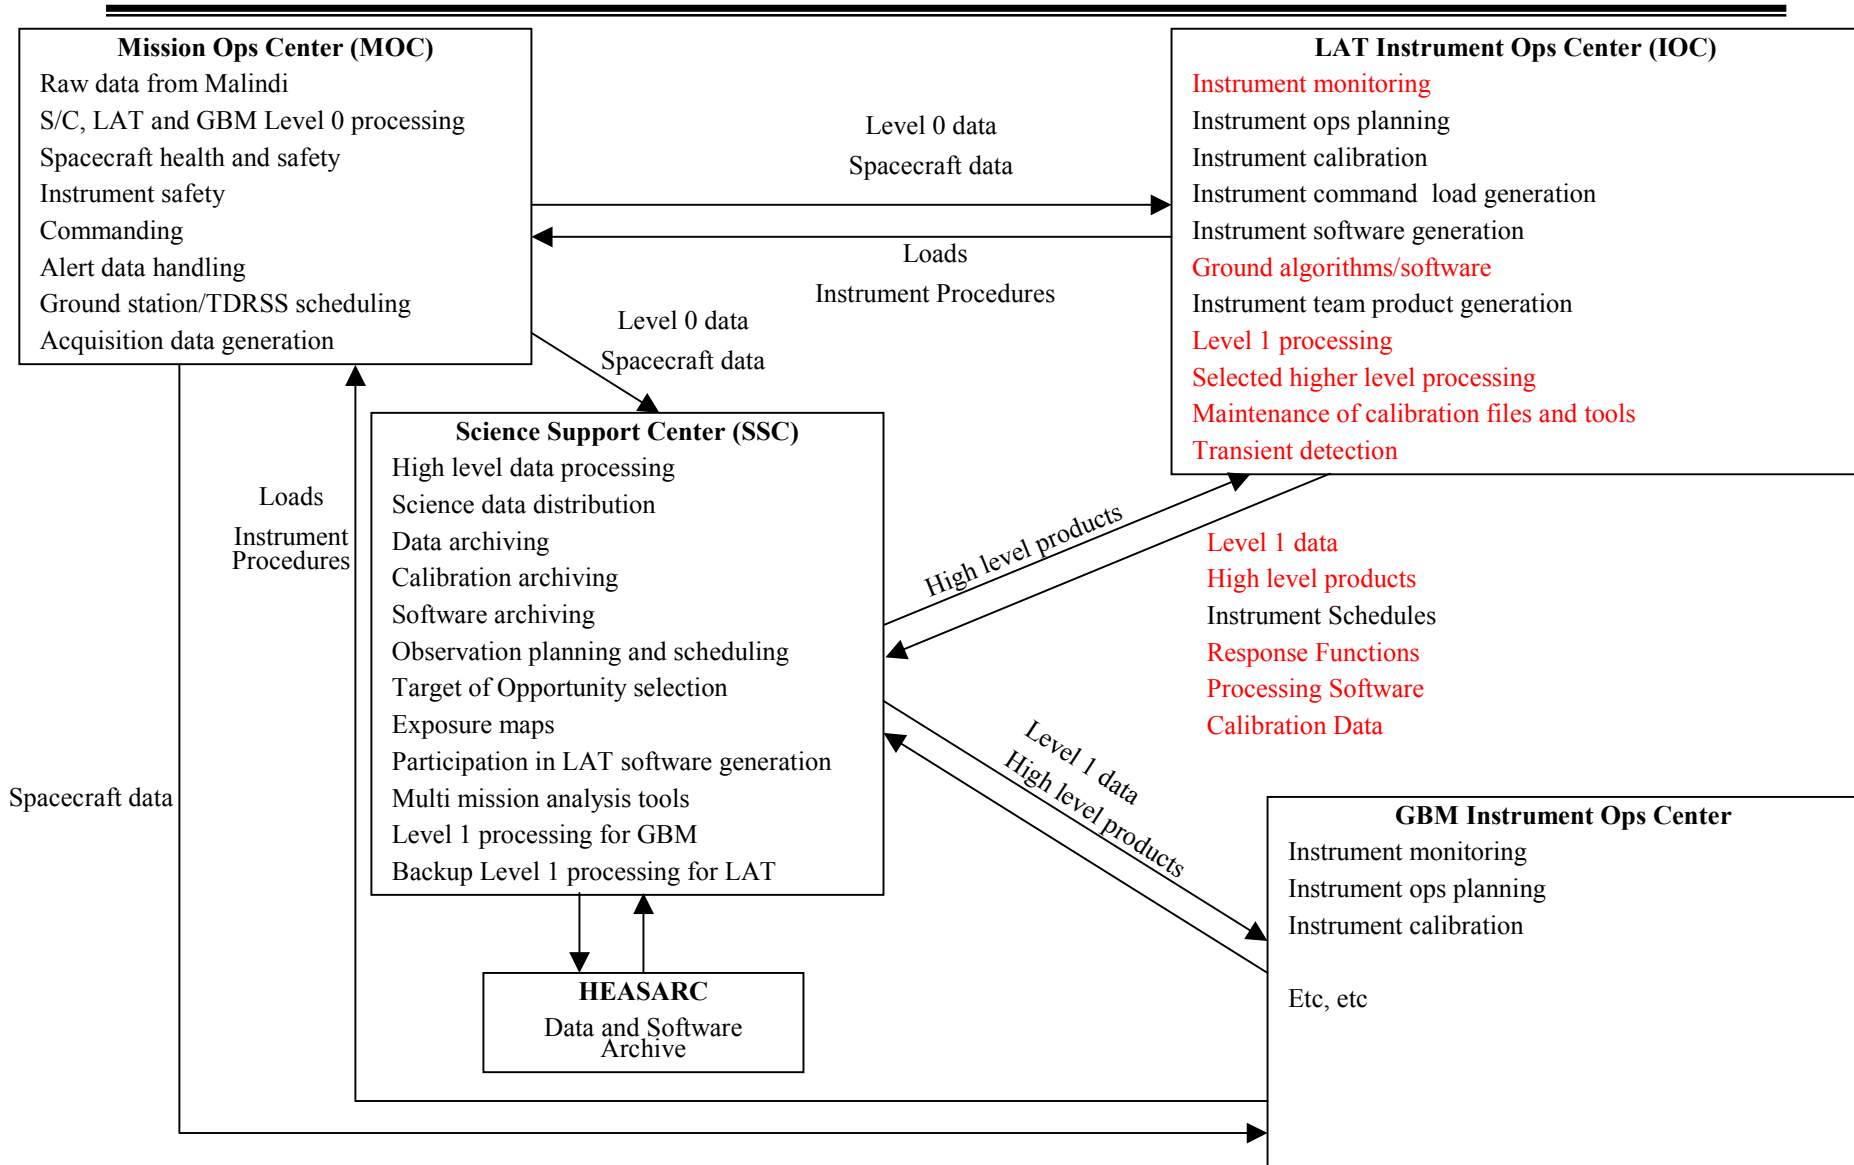 Mission Ops Center (MOC)
Raw data from Malindi
S/C, LAT and GBM Level 0 processing
Spacecraft health and safety
Instrument safety
Commanding
Alert data handling
Ground station/TDRSS scheduling
Acquisition data generation
Level 0 data
Spacecraft data
Loads
Instrument Procedures
LAT Instrument Ops Center (IOC)
Instrument monitoring
Instrument ops planning
Instrument calibration
Instrument command load generation
Instrument software generation
Ground algorithms/software
Instrument team product generation
Level 1 processing
Selected higher level processing
Maintenance of calibration files and tools
Transient detection
Level 0 data
Spacecraft data
Loads
Instrument
Procedures
Science Support Center (SSC)
High level data processing
Science data distribution
Data archiving
Calibration archiving
Software archiving
Observation planning and scheduling
Target of Opportunity selection
Exposure maps
Participation in LAT software generation
Multi mission analysis tools
Level 1 processing for GBM
Backup Level 1 processing for LAT
High level products
Level 1 data
High level products
Instrument Schedules
Response Functions
Processing Software
Calibration Data
Level 1 data
High level products
Spacecraft data
GBM Instrument Ops Center
Instrument monitoring
Instrument ops planning
Instrument calibration
Etc, etc
HEASARC
Data and Software
Archive